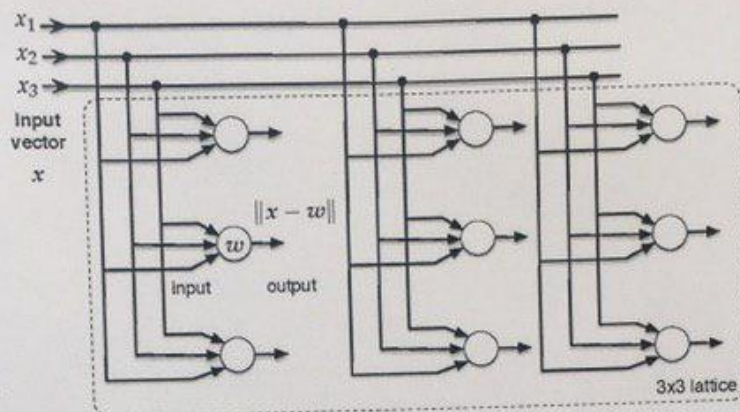 x₁
x₂
x₃
Input
vector
x
‖x − w‖
w
input output
3x3 lattice